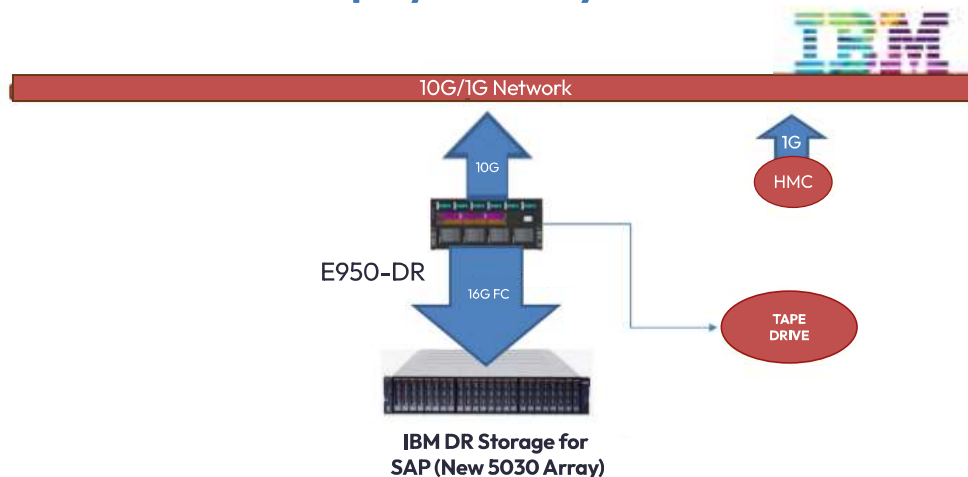 IBM
10G/1G Network
10G
1G
HMC
E950-DR
16G FC
TAPE
DRIVE
IBM DR Storage for
SAP (New 5030 Array)